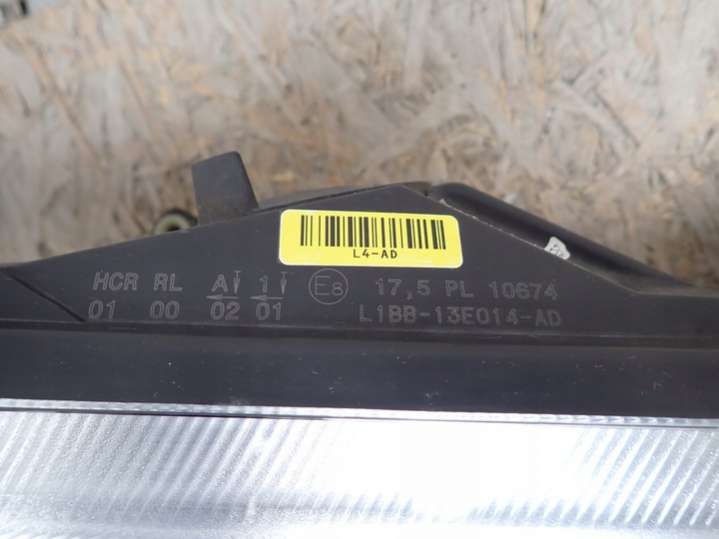 L4-AD
HCR RL A 1 E8 17,5 PL 10674
01 00 02 01 L1BB-13E014-AD